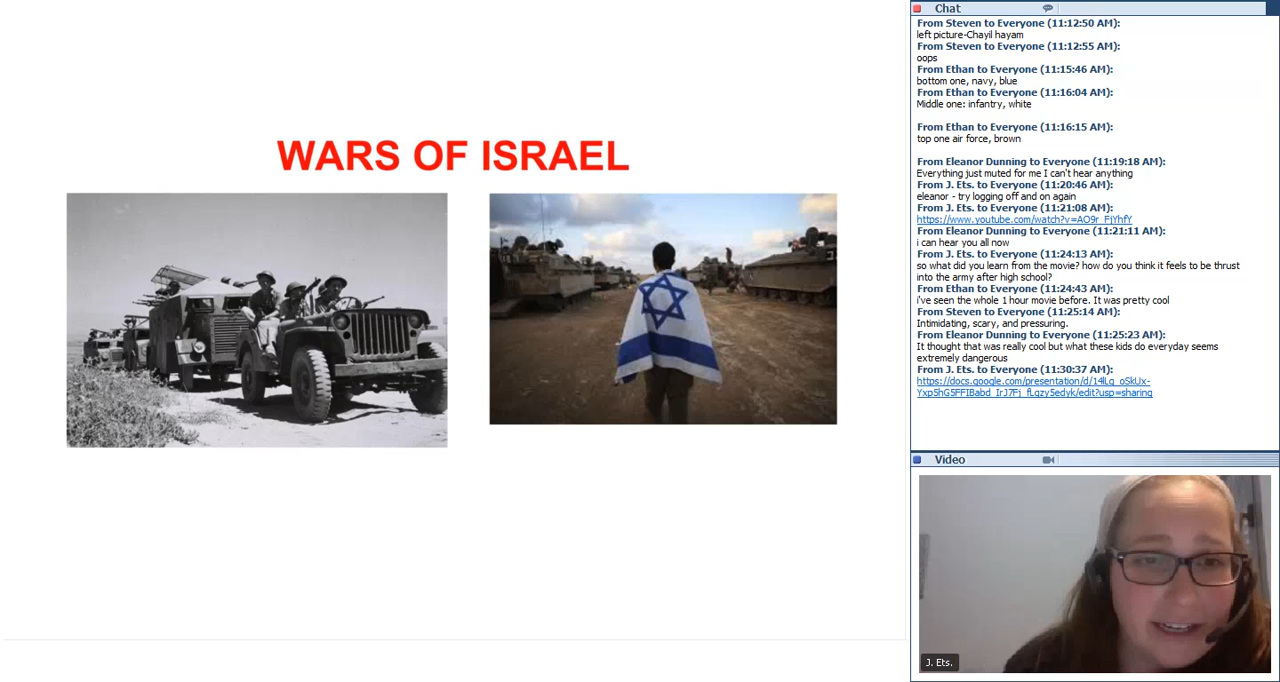 WARS OF ISRAEL
Chat
From Steven to Everyone (11:12:50 AM):
left picture-Chayil hayam
From Steven to Everyone (11:12:55 AM):
oops
From Ethan to Everyone (11:15:46 AM):
bottom one, navy, blue
From Ethan to Everyone (11:16:04 AM):
Middle one: infantry, white
From Ethan to Everyone (11:16:15 AM):
top one air force, brown
From Eleanor Dunning to Everyone (11:19:18 AM):
Everything just muted for me I can't hear anything
From J. Ets. to Everyone (11:20:46 AM):
eleanor - try logging off and on again
From J. Ets. to Everyone (11:21:08 AM):
https://www.youtube.com/watch?v=AO9r_FjYhfY
From Eleanor Dunning to Everyone (11:21:11 AM):
i can hear you all now
From J. Ets. to Everyone (11:24:13 AM):
so what did you learn from the movie? how do you think it feels to be thrust
into the army after high school?
From Ethan to Everyone (11:24:43 AM):
i've seen the whole 1 hour movie before. It was pretty cool
From Steven to Everyone (11:25:14 AM):
Intimidating, scary, and pressuring.
From Eleanor Dunning to Everyone (11:25:23 AM):
It thought that was really cool but what these kids do everyday seems
extremely dangerous
From J. Ets. to Everyone (11:30:37 AM):
Video
J. Ets.